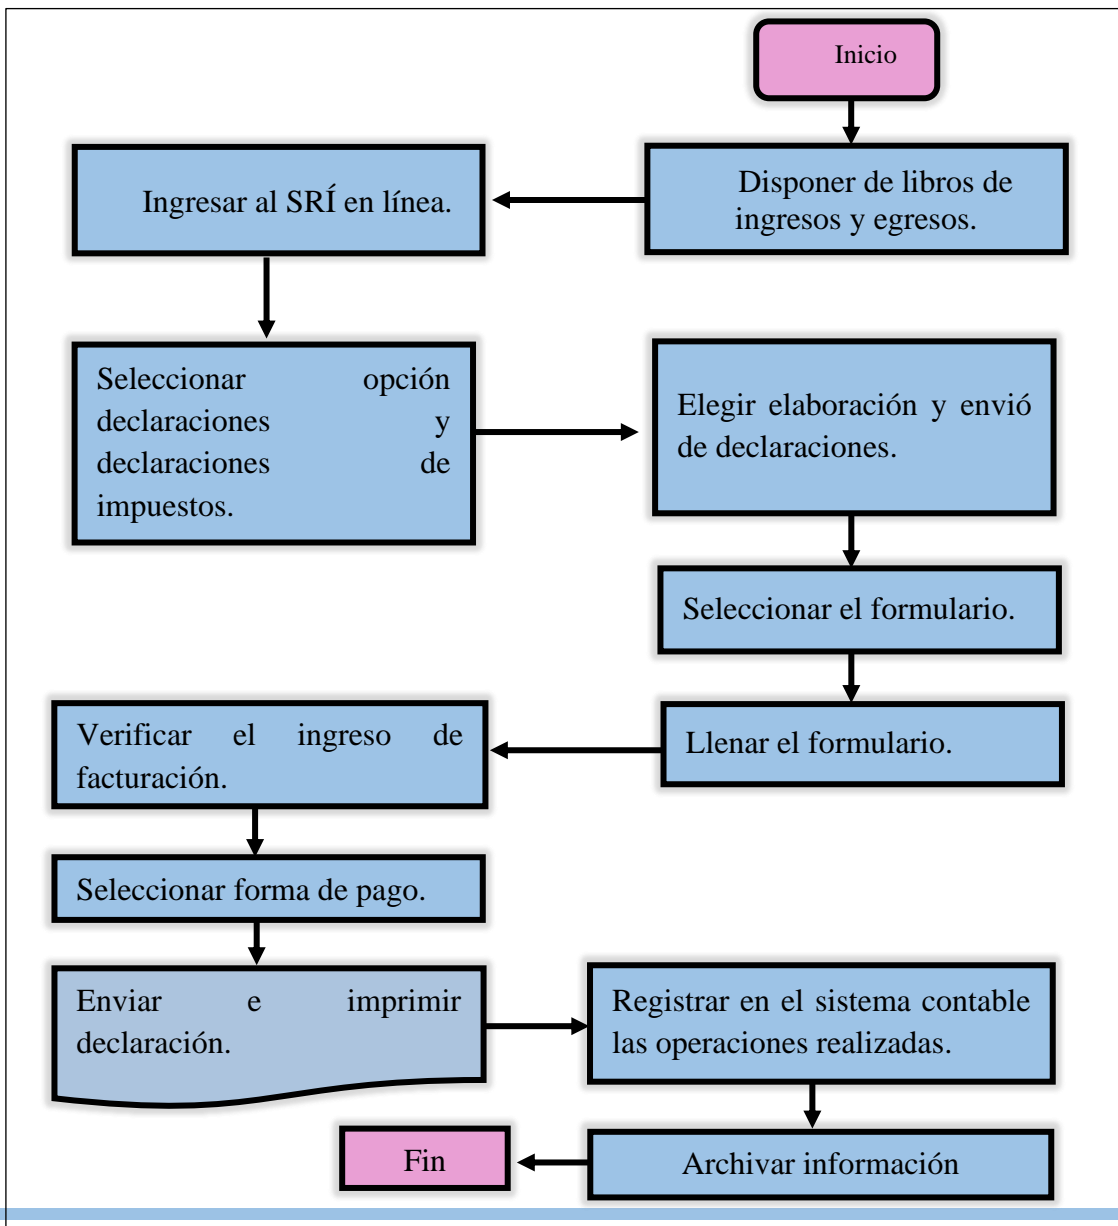 Inicio
Disponer de libros de
ingresos y egresos.
Ingresar al SRÍ en línea.
Seleccionar opción
declaraciones y
declaraciones de
impuestos.
Elegir elaboración y envió
de declaraciones.
Seleccionar el formulario.
Llenar el formulario.
Verificar el ingreso de
facturación.
Seleccionar forma de pago.
Enviar e imprimir
declaración.
Registrar en el sistema contable
las operaciones realizadas.
Archivar información
Fin